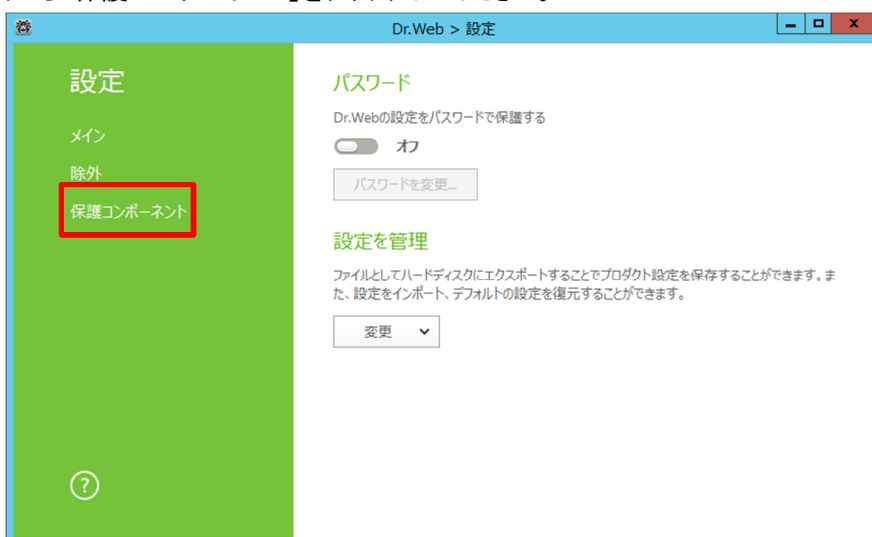 Dr.Web > 設定
設定
メイン
除外
保護コンポーネント
パスワード
Dr.Webの設定をパスワードで保護する
オフ
パスワードを変更...
設定を管理
ファイルとしてハードディスクにエクスポートすることでプロダクト設定を保存することができます。ま
た、設定をインポート、デフォルトの設定を復元することができます。
変更
?